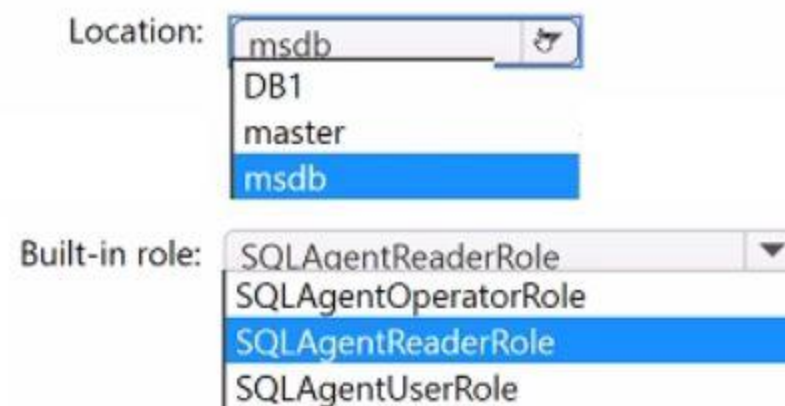 Location: msdb
DB1
master
msdb
Built-in role: SQLAgentReaderRole
SQLAgentOperatorRole
SQLAgentReaderRole
SQLAgentUserRole